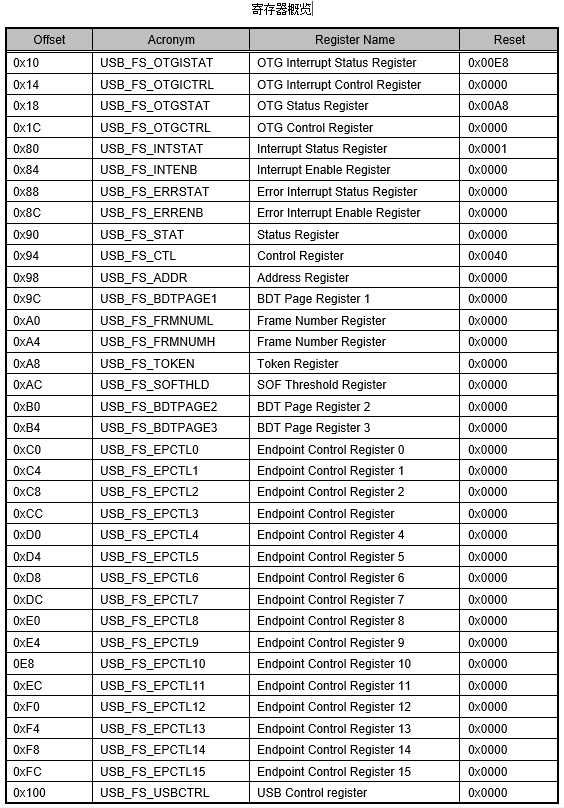 寄存器概览
Offset Acronym Register Name Reset
0x10 USB_FS_OTGISTAT OTG Interrupt Status Register 0x00E8
0x14 USB_FS_OTGICTRL OTG Interrupt Control Register 0x0000
0x18 USB_FS_OTGSTAT OTG Status Register 0x00A8
0x1C USB_FS_OTGCTRL OTG Control Register 0x0000
0x80 USB_FS_INTSTAT Interrupt Status Register 0x0001
0x84 USB_FS_INTENB Interrupt Enable Register 0x0000
0x88 USB_FS_ERRSTAT Error Interrupt Status Register 0x0000
0x8C USB_FS_ERRENB Error Interrupt Enable Register 0x0000
0x90 USB_FS_STAT Status Register 0x0000
0x94 USB_FS_CTL Control Register 0x0040
0x98 USB_FS_ADDR Address Register 0x0000
0x9C USB_FS_BDTPAGE1 BDT Page Register 1 0x0000
0xA0 USB_FS_FRMNUML Frame Number Register 0x0000
0xA4 USB_FS_FRMNUMH Frame Number Register 0x0000
0xA8 USB_FS_TOKEN Token Register 0x0000
0xAC USB_FS_SOFTHLD SOF Threshold Register 0x0000
0xB0 USB_FS_BDTPAGE2 BDT Page Register 2 0x0000
0xB4 USB_FS_BDTPAGE3 BDT Page Register 3 0x0000
0xC0 USB_FS_EPCTL0 Endpoint Control Register 0 0x0000
0xC4 USB_FS_EPCTL1 Endpoint Control Register 1 0x0000
0xC8 USB_FS_EPCTL2 Endpoint Control Register 2 0x0000
0xCC USB_FS_EPCTL3 Endpoint Control Register 0x0000
0xD0 USB_FS_EPCTL4 Endpoint Control Register 4 0x0000
0xD4 USB_FS_EPCTL5 Endpoint Control Register 5 0x0000
0xD8 USB_FS_EPCTL6 Endpoint Control Register 6 0x0000
0xDC USB_FS_EPCTL7 Endpoint Control Register 7 0x0000
0xE0 USB_FS_EPCTL8 Endpoint Control Register 8 0x0000
0xE4 USB_FS_EPCTL9 Endpoint Control Register 9 0x0000
0E8 USB_FS_EPCTL10 Endpoint Control Register 10 0x0000
0xEC USB_FS_EPCTL11 Endpoint Control Register 11 0x0000
0xF0 USB_FS_EPCTL12 Endpoint Control Register 12 0x0000
0xF4 USB_FS_EPCTL13 Endpoint Control Register 13 0x0000
0xF8 USB_FS_EPCTL14 Endpoint Control Register 14 0x0000
0xFC USB_FS_EPCTL15 Endpoint Control Register 15 0x0000
0x100 USB_FS_USBCTRL USB Control register 0x0000